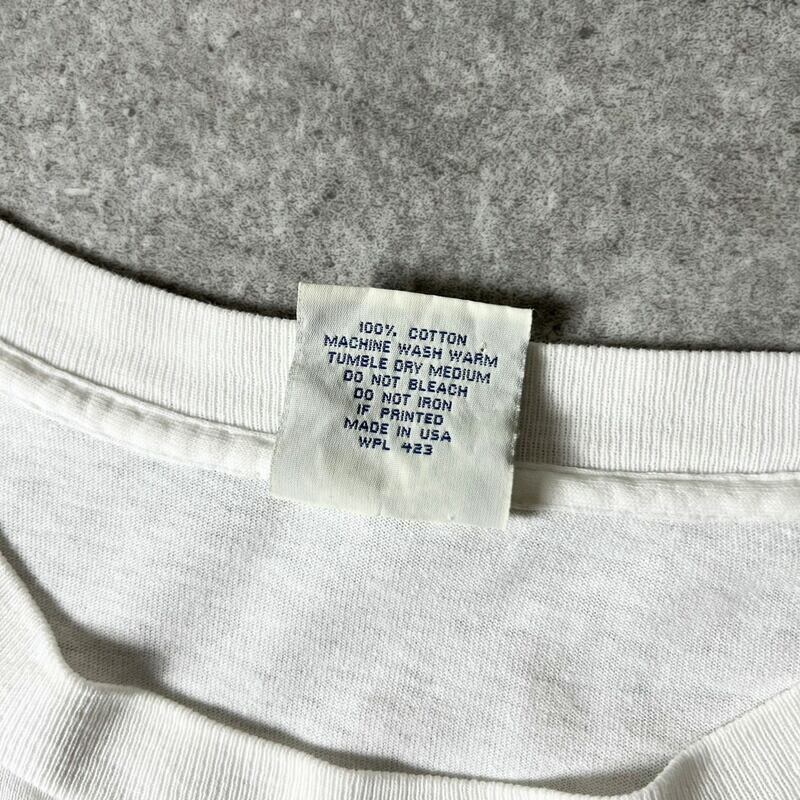 100% COTTON
MACHINE WASH WARM
TUMBLE DRY MEDIUM
DO NOT BLEACH
DO NOT IRON
IF PRINTED
MADE IN USA
WPL 423